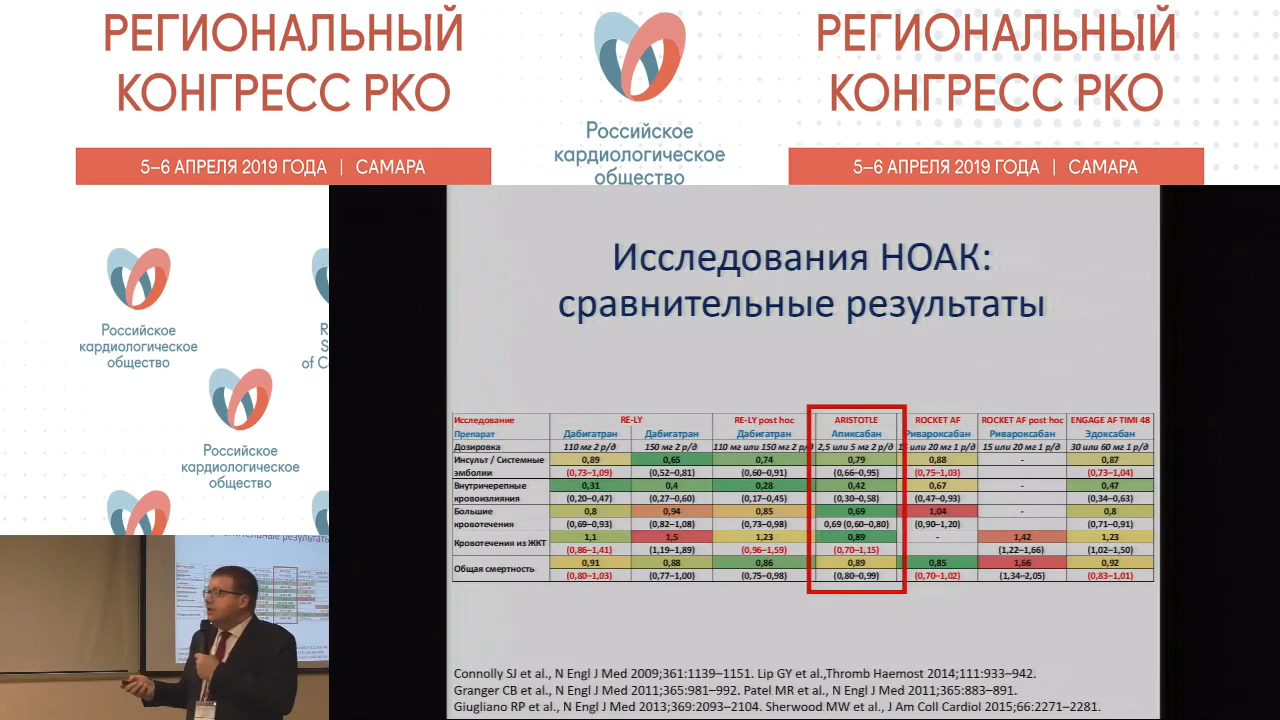 РЕГИОНАЛЬНЫЙ
КОНГРЕСС РКО
5–6 АПРЕЛЯ 2019 ГОДА | САМАРА
Российское
кардиологическое
общество
РЕГИОНАЛЬНЫЙ
КОНГРЕСС РКО
5–6 АПРЕЛЯ 2019 ГОДА | САМАРА
Российское
кардиологическое
общество
R
S
of C
Российское
кардиологическое
общество
Исследования НОАК:
сравнительные результаты
Исследование RE-LY RE-LY post hoc ARISTOTLE ROCKET AF ROCKET AF post hoc ENGAGE AF TIMI 48
Препарат Дабигатран Дабигатран Дабигатран Апиксабан Ривароксабан Ривароксабан Эдоксабан
Дозировка 110 мг 2 р/д 150 мг 2 р/д 110 мг или 150 мг 2 р/д 2,5 или 5 мг 2 р/д или 20 мг 1 р/д 15 или 20 мг 1 р/д
Инсульт / Системные 0,89 0,65 0,74 0,79 0,88 - 0,87
эмболии (0,73–1,09) (0,52–0,81) (0,60–0,91) (0,66–0,95) (0,75–1,03) (0,73–1,04)
Внутричерепные 0,31 0,4 0,28 0,42 0,67 - 0,47
кровоизлияния (0,20–0,47) (0,27–0,60) (0,17–0,45) (0,30–0,58) (0,47–0,93) (0,34–0,63)
Большие 0,8 0,94 0,85 0,69 1,04 - 0,8
кровотечения (0,69–0,93) (0,82–1,08) (0,73–0,98) 0,69 (0,60–0,80) (0,90–1,20) (0,71–0,91)
Кровотечения из ЖКТ 1,1 1,5 1,23 0,89 - 1,42 1,23
(0,86–1,41) (1,19–1,89) (0,96–1,59) (0,70–1,15) (1,22–1,66) (1,02–1,50)
Общая смертность 0,91 0,88 0,86 0,89 0,85 1,66 0,92
(0,80–1,03) (0,77–1,00) (0,75–0,98) (0,80–0,99) (0,70–1,02) (1,34–2,05) (0,83–1,01)
Connolly SJ et al., N Engl J Med 2009;361:1139–1151. Lip GY et al.,Thromb Haemost 2014;111:933–942.
Granger CB et al., N Engl J Med 2011;365:981–992. Patel MR et al., N Engl J Med 2011;365:883–891.
Giugliano RP et al., N Engl J Med 2013;369:2093–2104. Sherwood MW et al., J Am Coll Cardiol 2015;66:2271–2281.